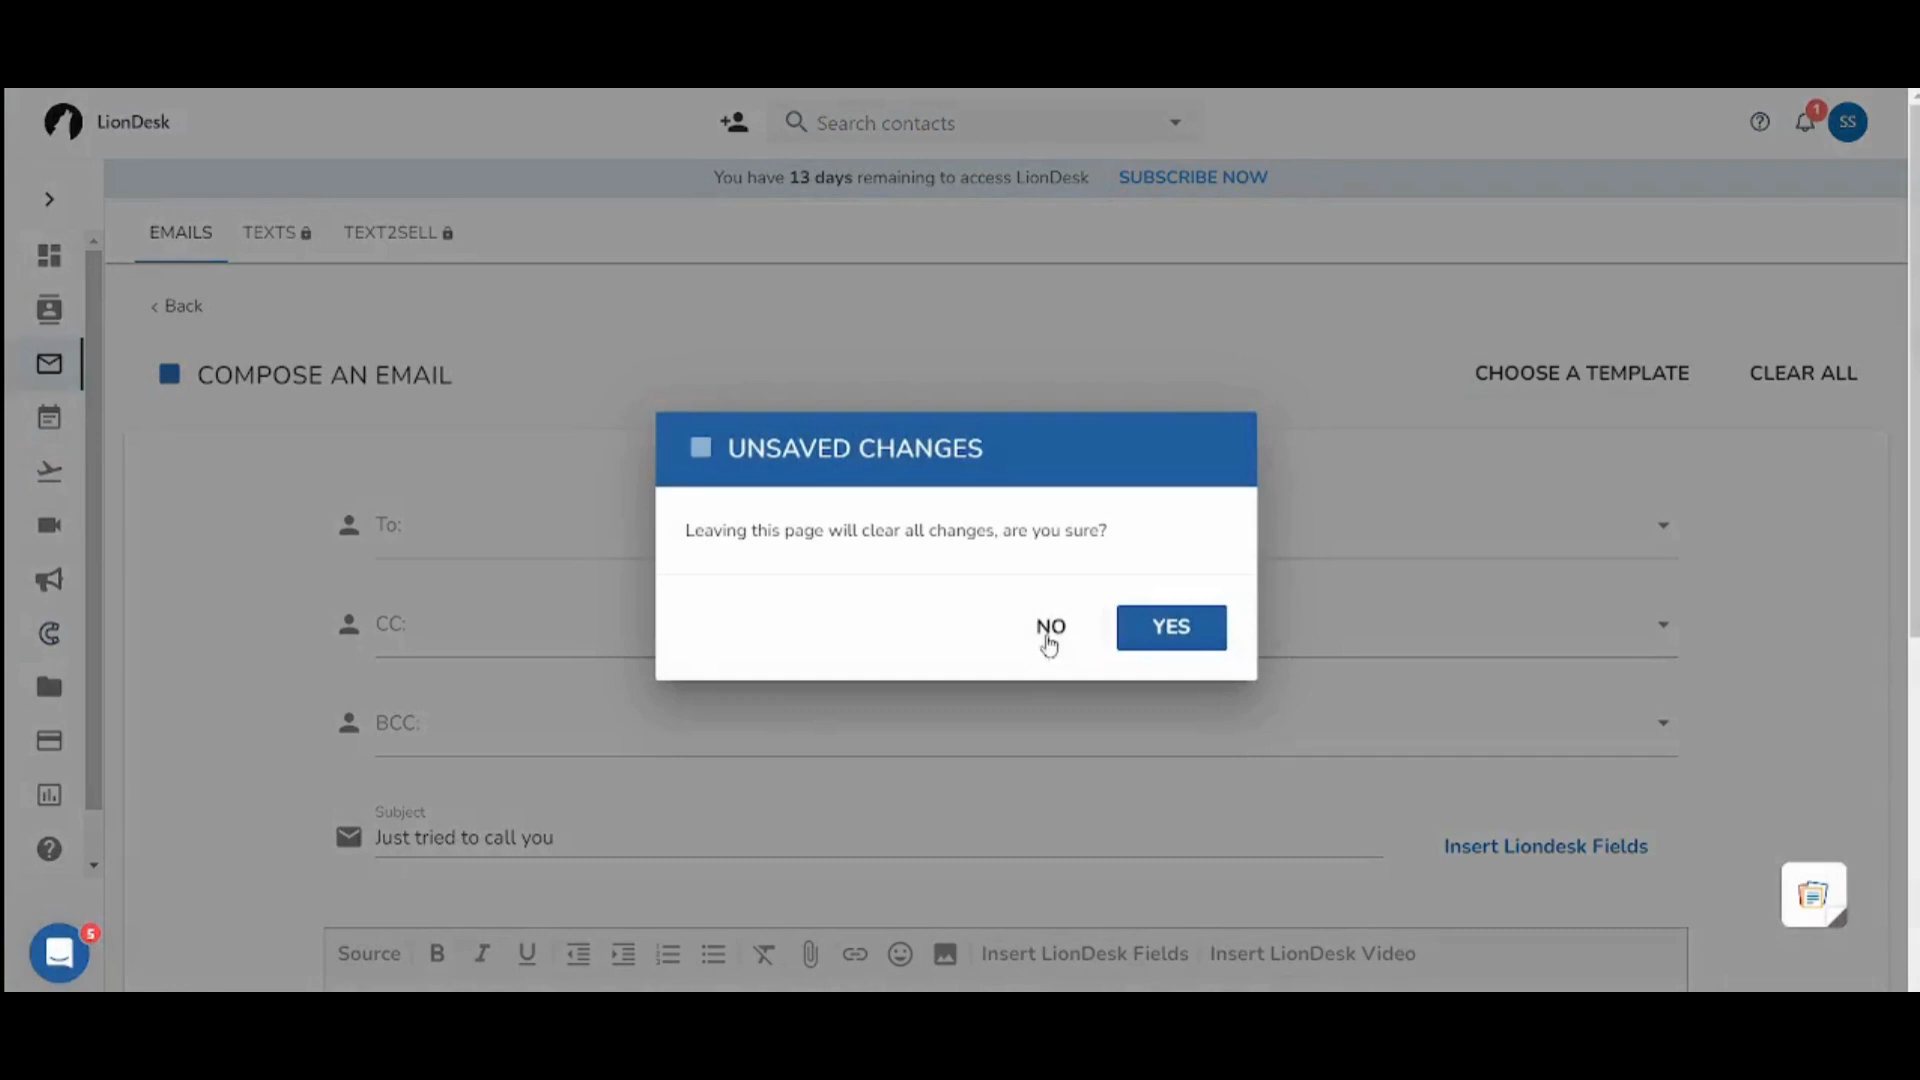 LionDesk
Search contacts
1
SS
You have 13 days remaining to access LionDesk SUBSCRIBE NOW
EMAILS TEXTS TEXT2SELL
< Back
COMPOSE AN EMAIL CHOOSE A TEMPLATE CLEAR ALL
UNSAVED CHANGES
Leaving this page will clear all changes, are you sure?
NO YES
To:
CC:
BCC:
Subject
Just tried to call you
Insert Liondesk Fields
5
Source B I U Insert LionDesk Fields Insert LionDesk Video